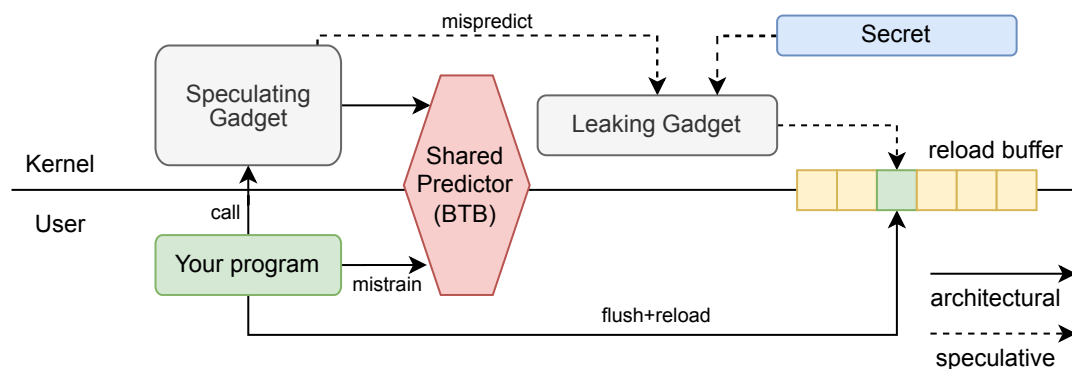 mispredict
Secret
Speculating
Gadget
Leaking Gadget
Shared
Predictor
(BTB)
Kernel
reload buffer
User
call
Your program
mistrain
flush+reload
architectural
speculative